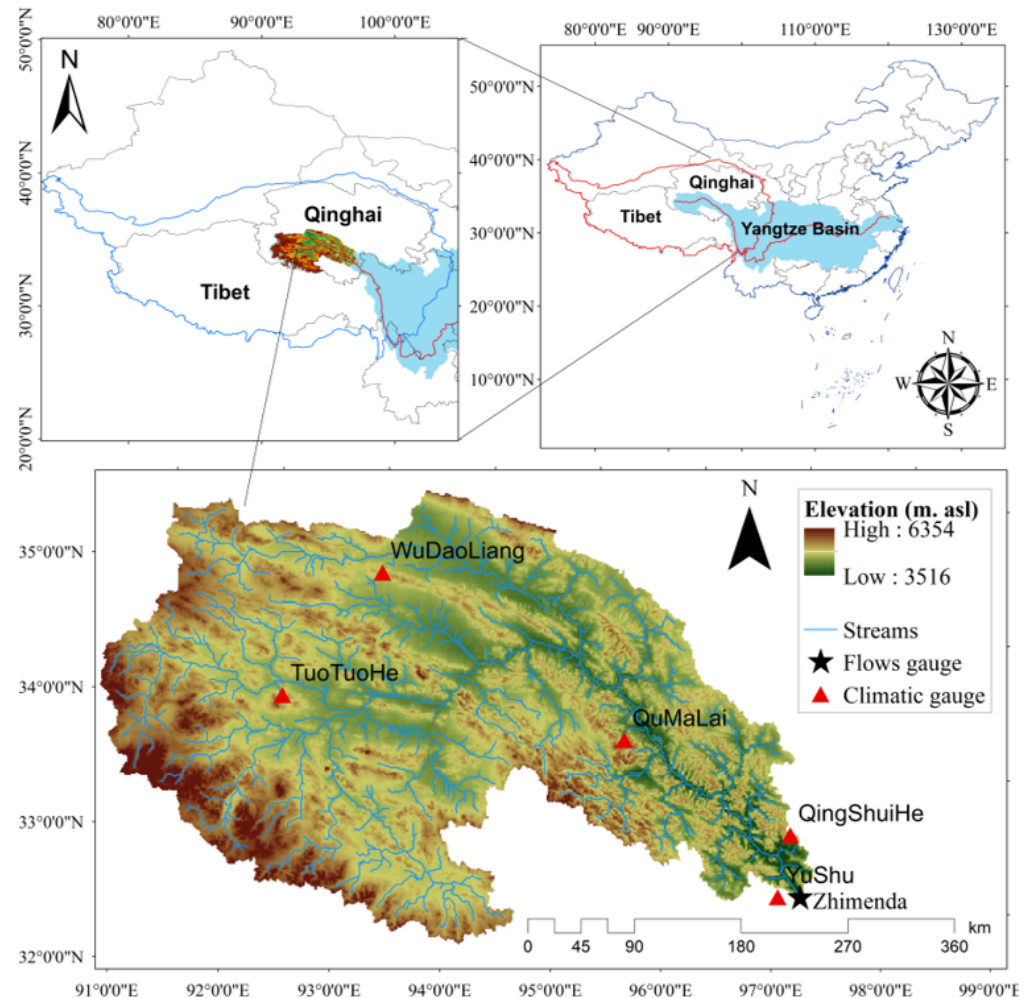 80°0'0"E 90°0'0"E 100°0'0"E
50°0'0"N
40°0'0"N
30°0'0"N
20°0'0"N
N
Qinghai
Tibet
80°0'0"E 90°0'0"E 110°0'0"E 130°0'0"E
50°0'0"N
40°0'0"N
30°0'0"N
20°0'0"N
10°0'0"N
Qinghai
Tibet
Yangtze Basin
N
W E
S
35°0'0"N
34°0'0"N
33°0'0"N
32°0'0"N
WuDaoLiang
TuoTuoHe
QuMaLai
QingShuiHe
YuShu
Zhimenda
N
Elevation (m. asl)
High : 6354
Low : 3516
Streams
Flows gauge
Climatic gauge
km
0 45 90 180 270 360
91°0'0"E 92°0'0"E 93°0'0"E 94°0'0"E 95°0'0"E 96°0'0"E 97°0'0"E 98°0'0"E 99°0'0"E